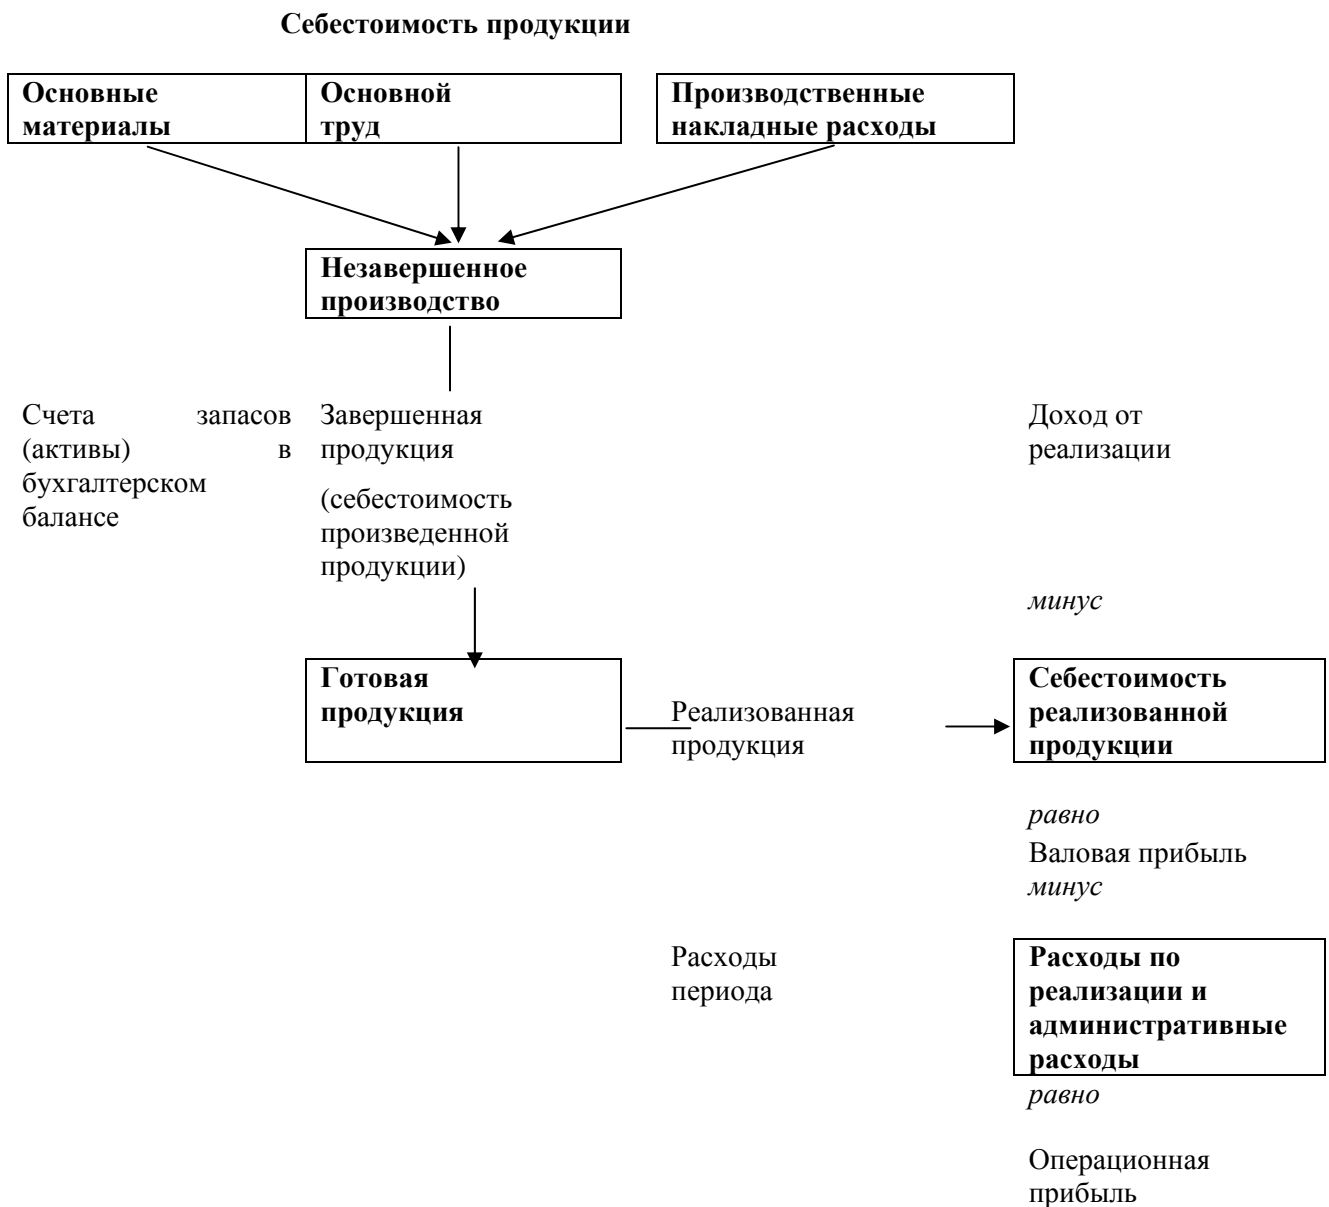 Себестоимость продукции
Основные
материалы
Основной
труд
Производственные
накладные расходы
Незавершенное
производство
Счета запасов
(активы) в
бухгалтерском
балансе
Завершенная
продукция
(себестоимость
произведенной
продукции)
Доход от
реализации
минус
Готовая
продукция
Реализованная
продукция
Себестоимость
реализованной
продукции
равно
Валовая прибыль
минус
Расходы
периода
Расходы по
реализации и
административные
расходы
равно
Операционная
прибыль